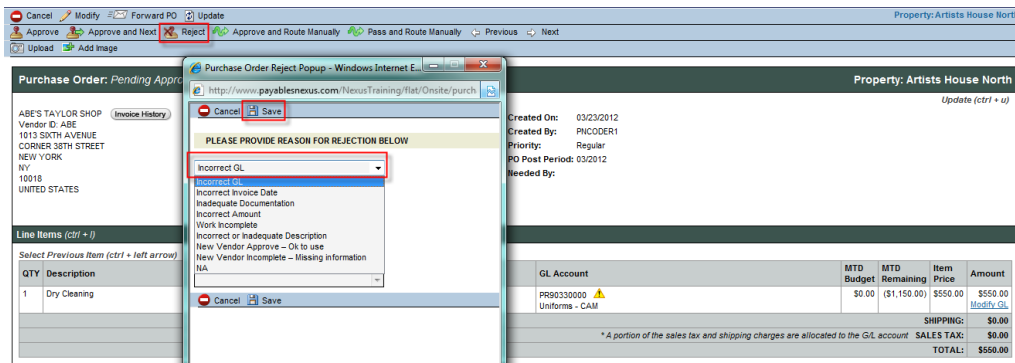 Cancel Modify Forward PO Update Property:Artists House Nort
Approve Approve and Next Reject Approve and Route Manually Pass and Route Manually Previous Next
Upload Add Image
Purchase Order Reject Popup - Windows Internet E...
http://www.payablesnexus.com/NexusTraining/flat/Onsite/purch
Cancel Save
PLEASE PROVIDE REASON FOR REJECTION BELOW
Incorrect GL
Incorrect GL
Incorrect Invoice Date
Inadequate Documentation
Incorrect Amount
Work Incomplete
Incorrect or Inadequate Description
New Vendor Approve – Ok to use
New Vendor Incomplete – Missing information
NA
Cancel Save
Purchase Order: Pending Appro
Property: Artists House North
Update (ctrl + u)
ABE'S TAYLOR SHOP Invoice History
Vendor ID: ABE
1013 SIXTH AVENUE
CORNER 38TH STREET
NEW YORK
NY
10018
UNITED STATES
Created On: 03/23/2012
Created By: PNCODER1
Priority: Regular
PO Post Period: 03/2012
Needed By:
Line Items (ctrl + l)
Select Previous Item (ctrl + left arrow)
QTY Description GL Account MTD Budget MTD Remaining Item Price Amount
1 Dry Cleaning PR90330000 $0.00 ($1,150.00) $550.00 $550.00
Uniforms - CAM Modify GL
SHIPPING: $0.00
* A portion of the sales tax and shipping charges are allocated to the G/L account SALES TAX: $0.00
TOTAL: $550.00